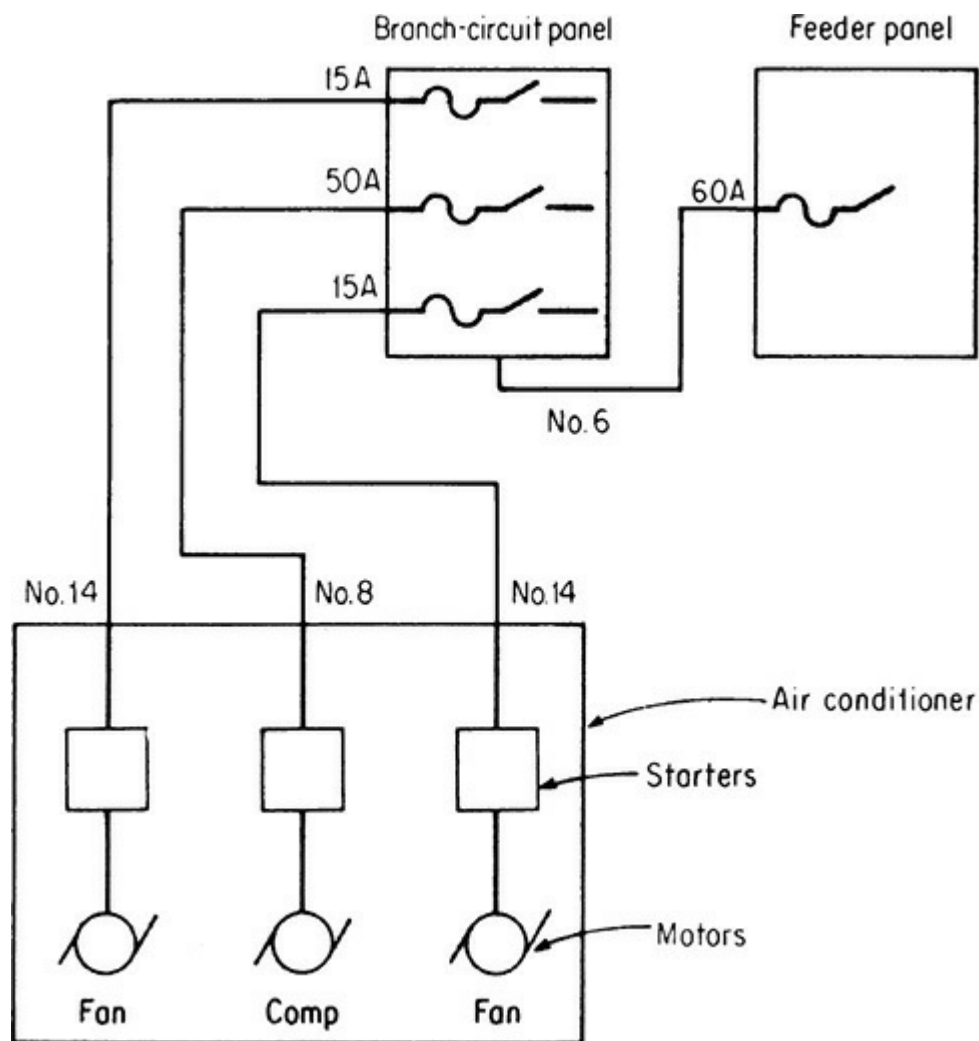 Branch-circuit panel
Feeder panel
15A
50A
60A
15A
No.6
No.14
No.8
No.14
Air conditioner
Starters
Motors
Fan
Comp
Fan